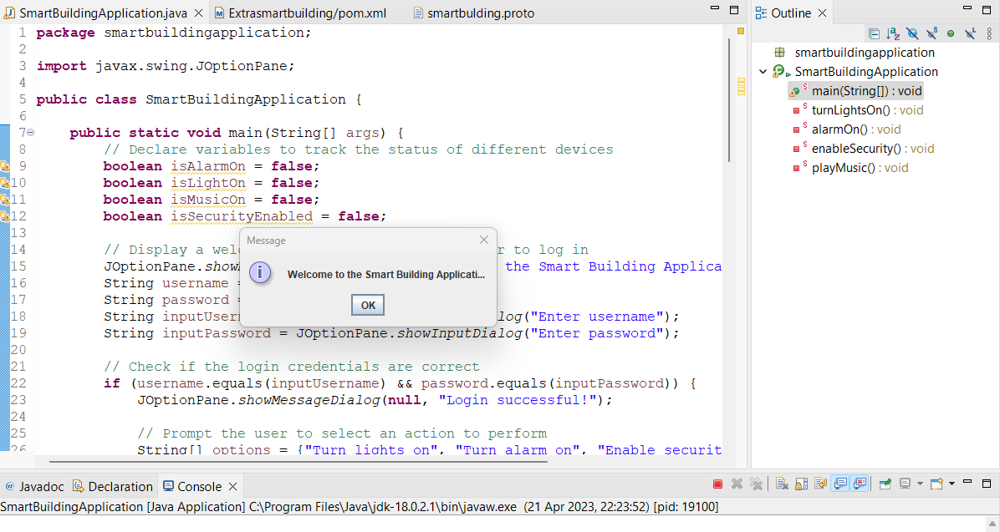 SmartBuildingApplication.java
Extrasmartbuilding/pom.xml
smartbulding.proto
1 package smartbuildingapplication;
2
3 import javax.swing.JOptionPane;
4
5 public class SmartBuildingApplication {
6
7 public static void main(String[] args) {
8 // Declare variables to track the status of different devices
9 boolean isAlarmOn = false;
10 boolean isLightOn = false;
11 boolean isMusicOn = false;
12 boolean isSecurityEnabled = false;
13
14 // Display a wel r to log in
15 JOptionPane.show the Smart Building Applica
16 String username =
17 String password
18 String inputUser log("Enter username");
19 String inputPassword = JOptionPane.showInputDialog("Enter password");
20
21 // Check if the login credentials are correct
22 if (username.equals(inputUsername) && password.equals(inputPassword)) {
23 JOptionPane.showMessageDialog(null, "Login successful!");
24
25 // Prompt the user to select an action to perform
26 String[] options = {"Turn lights on", "Turn alarm on", "Enable securit
Message
Welcome to the Smart Building Applicati...
OK
Outline
smartbuildingapplication
SmartBuildingApplication
main(String[]) : void
turnLightsOn() : void
alarmOn() : void
enableSecurity() : void
playMusic() : void
@ Javadoc
Declaration
Console
SmartBuildingApplication [Java Application] C:\Program Files\Java\jdk-18.0.2.1\bin\javaw.exe (21 Apr 2023, 22:23:52) [pid: 19100]